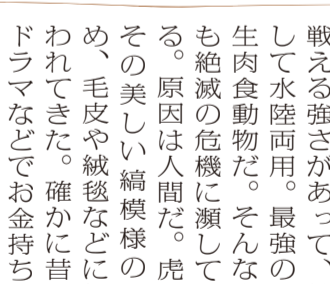 戦える強さがあって、
して水陸両用。最強の
生肉食動物だ。そんな
も絶滅の危機に瀕して
る。原因は人間だ。虎
その美しい縞模様の
め、毛皮や絨毯などに
われてきた。確かに昔
ドラマなどでお金持ち